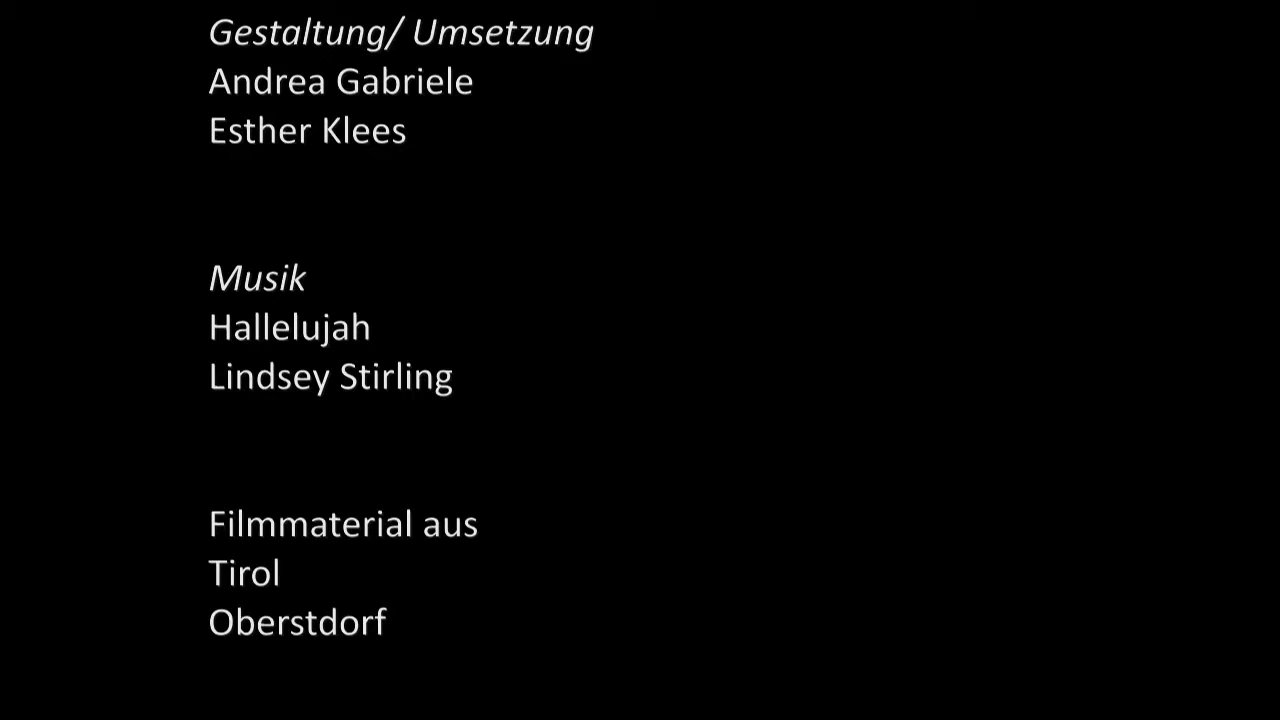 Gestaltung/ Umsetzung
Andrea Gabriele
Esther Klees
Musik
Hallelujah
Lindsey Stirling
Filmmaterial aus
Tirol
Oberstdorf